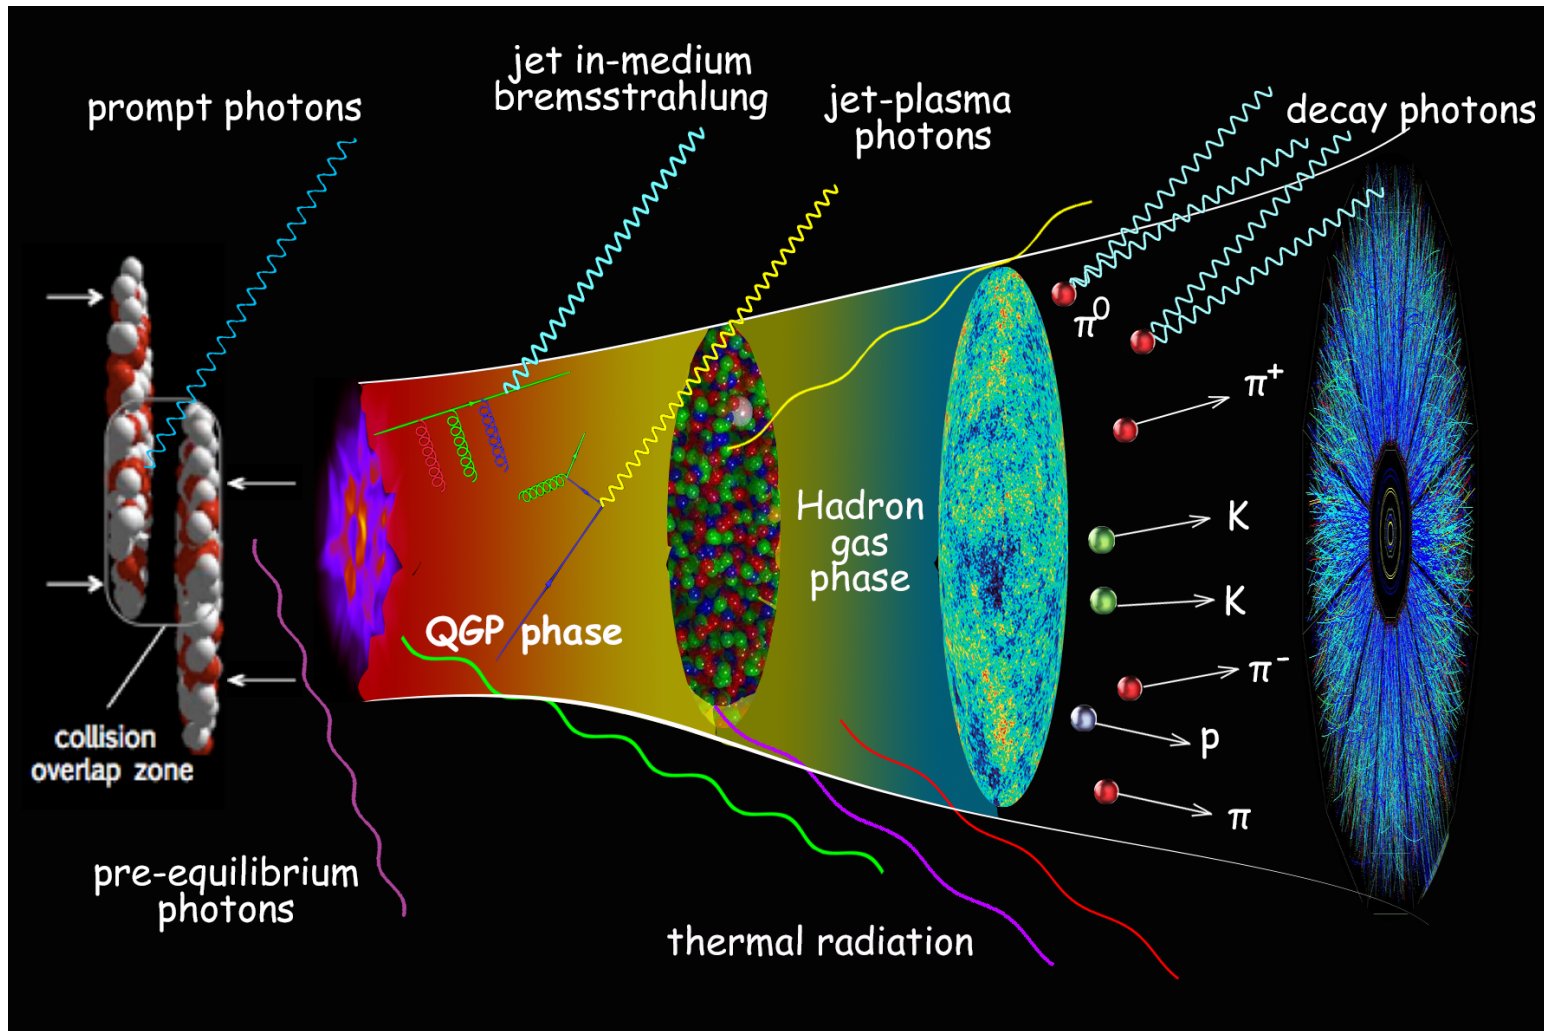 prompt photons
jet in-medium
bremsstrahlung
jet-plasma
photons
decay photons
π⁰
π⁺
K
Hadron
gas
phase
K
QGP phase
π⁻
p
π
collision
overlap zone
pre-equilibrium
photons
thermal radiation